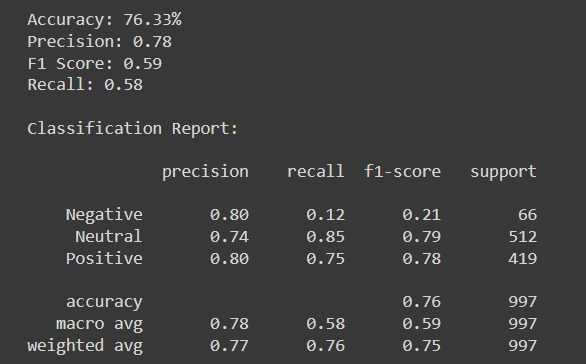 Accuracy: 76.33%
Precision: 0.78
F1 Score: 0.59
Recall: 0.58
Classification Report:
precision recall f1-score support
Negative 0.80 0.12 0.21 66
Neutral 0.74 0.85 0.79 512
Positive 0.80 0.75 0.78 419
accuracy 0.76 997
macro avg 0.78 0.58 0.59 997
weighted avg 0.77 0.76 0.75 997